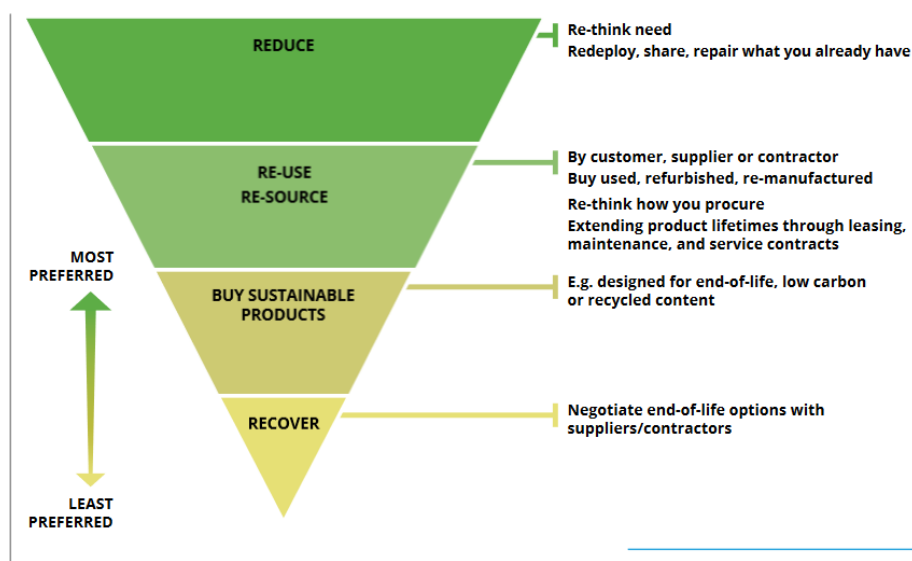 REDUCE
Re-think need
Redeploy, share, repair what you already have
RE-USE
RE-SOURCE
By customer, supplier or contractor
Buy used, refurbished, re-manufactured
Re-think how you procure
Extending product lifetimes through leasing,
maintenance, and service contracts
MOST
PREFERRED
BUY SUSTAINABLE
PRODUCTS
E.g. designed for end-of-life, low carbon
or recycled content
RECOVER
Negotiate end-of-life options with
suppliers/contractors
LEAST
PREFERRED